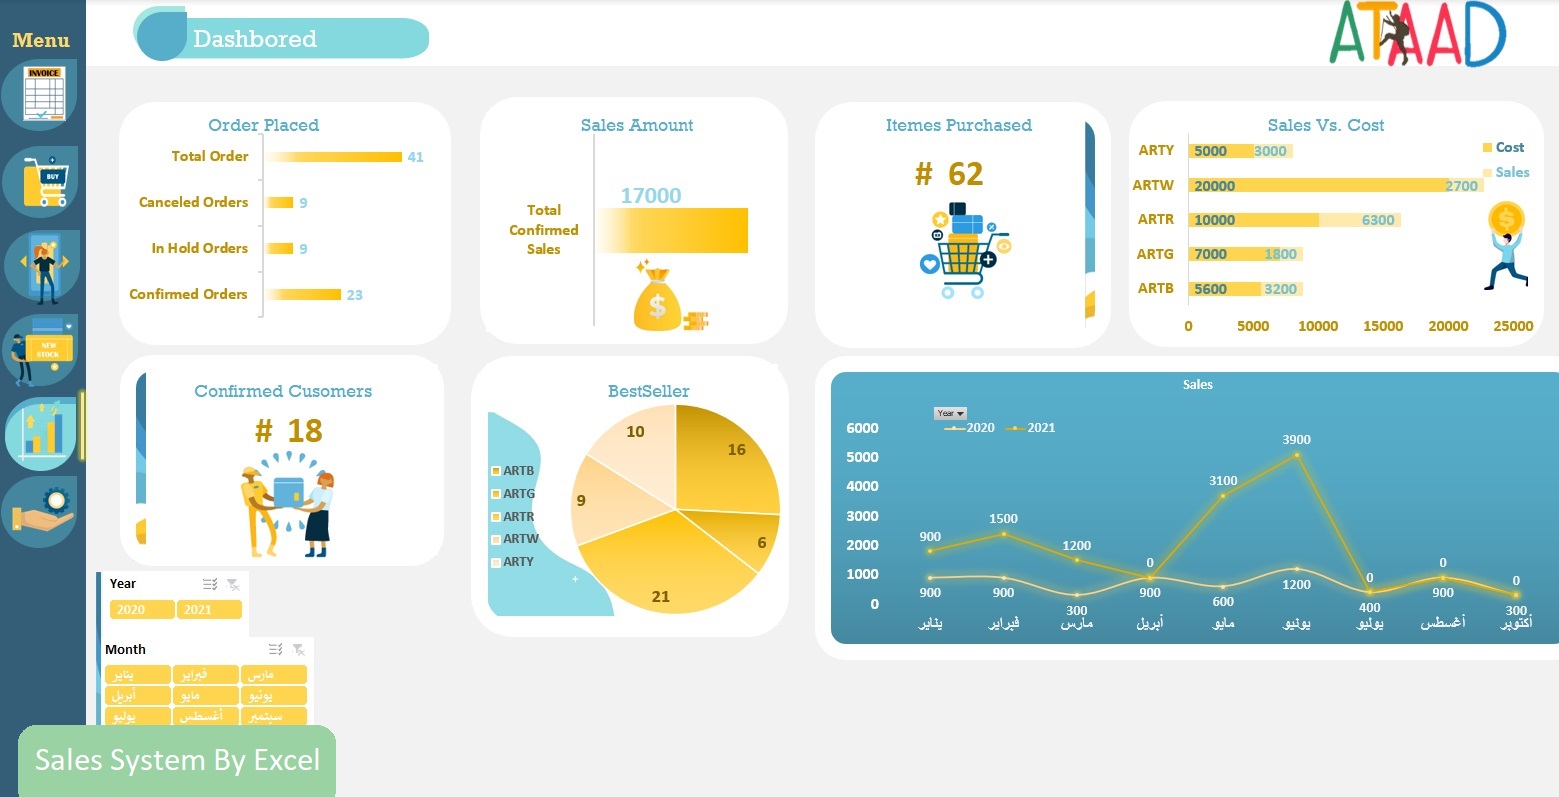 Menu
INVOICE
BUY
NEW
STOCK
Dashbored
ATAAD
Order Placed
Total Order 41
Canceled Orders 9
In Hold Orders 9
Confirmed Orders 23
Sales Amount
17000
Total
Confirmed
Sales
$
Itemes Purchased
# 62
Sales Vs. Cost
ARTY 5000 3000
ARTW 20000 2700
ARTR 10000 6300
ARTG 7000 1800
ARTB 5600 3200
0 5000 10000 15000 20000 25000
Cost
Sales
$
Confirmed Cusomers
# 18
BestSeller
ARTB
ARTG
ARTR
ARTW
ARTY
16
6
21
9
10
Sales
Year
2020 2021
6000
5000
4000
3000
2000
1000
0
900 1500 1200 0 3100 3900 0 0 0
900 900 300 900 600 1200 400 900 300
يناير فبراير مارس أبريل مايو يونيو يوليو أغسطس أكتوبر
Year
2020 2021
Month
يناير فبراير مارس
أبريل مايو يونيو
يوليو أغسطس سبتمبر
Sales System By Excel